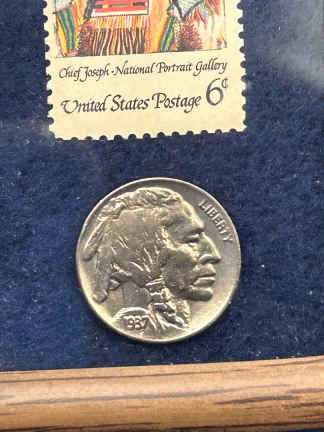 Chief Joseph - National Portrait Gallery
United States Postage 6¢
LIBERTY
1937